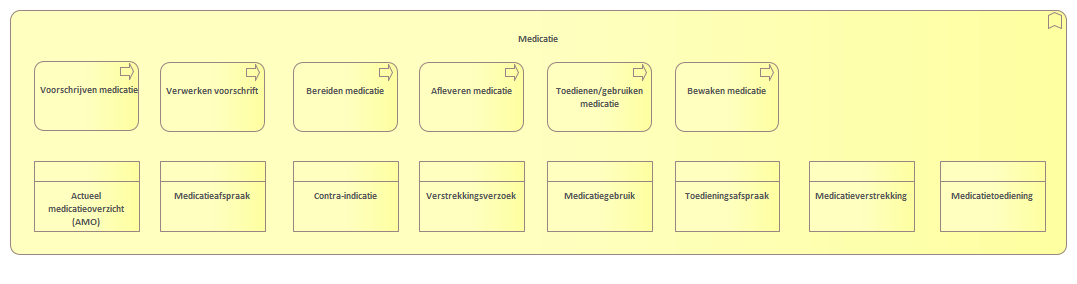 Medicatie
Voorschrijven medicatie
Verwerken voorschrift
Bereiden medicatie
Afleveren medicatie
Toedienen/gebruiken
medicatie
Bewaken medicatie
Actueel
medicatieoverzicht
(AMO)
Medicatieafspraak
Contra-indicatie
Verstrekkingsverzoek
Medicatiegebruik
Toedieningsafspraak
Medicatieverstrekking
Medicatietoediening